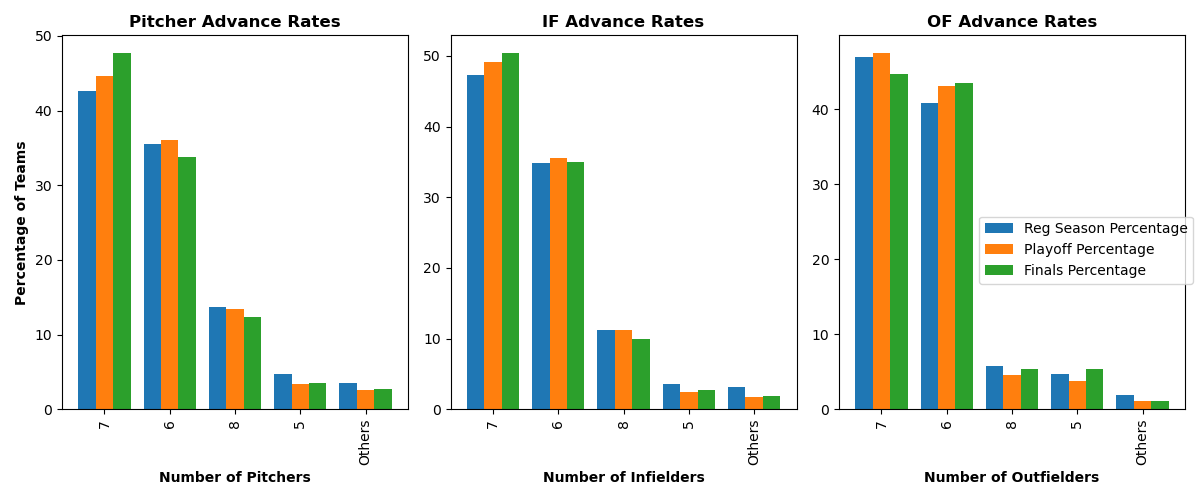 Pitcher Advance Rates
IF Advance Rates
OF Advance Rates
Percentage of Teams
50
40
30
20
10
0
7
6
8
5
Others
Number of Pitchers
50
40
30
20
10
0
7
6
8
5
Others
Number of Infielders
40
30
20
10
0
7
6
8
5
Others
Number of Outfielders
Reg Season Percentage
Playoff Percentage
Finals Percentage